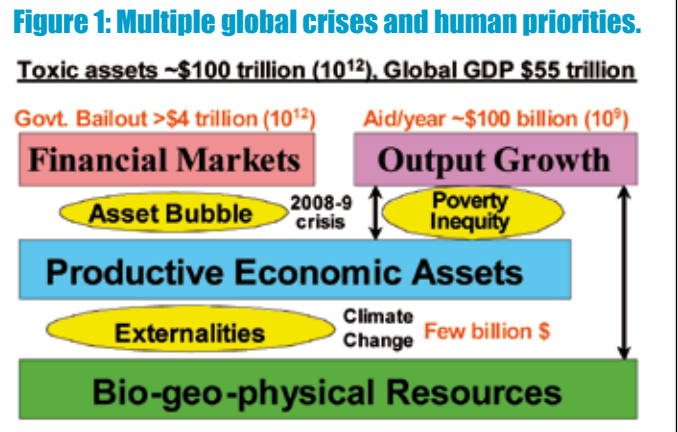 Figure 1: Multiple global crises and human priorities.
Toxic assets ~$100 trillion (10¹²), Global GDP $55 trillion
Govt. Bailout >$4 trillion (10¹²) Aid/year ~$100 billion (10⁹)
Financial Markets Output Growth
Asset Bubble
2008-9
crisis
Poverty
Inequity
Productive Economic Assets
Externalities
Climate
Change
Few billion $
Bio-geo-physical Resources